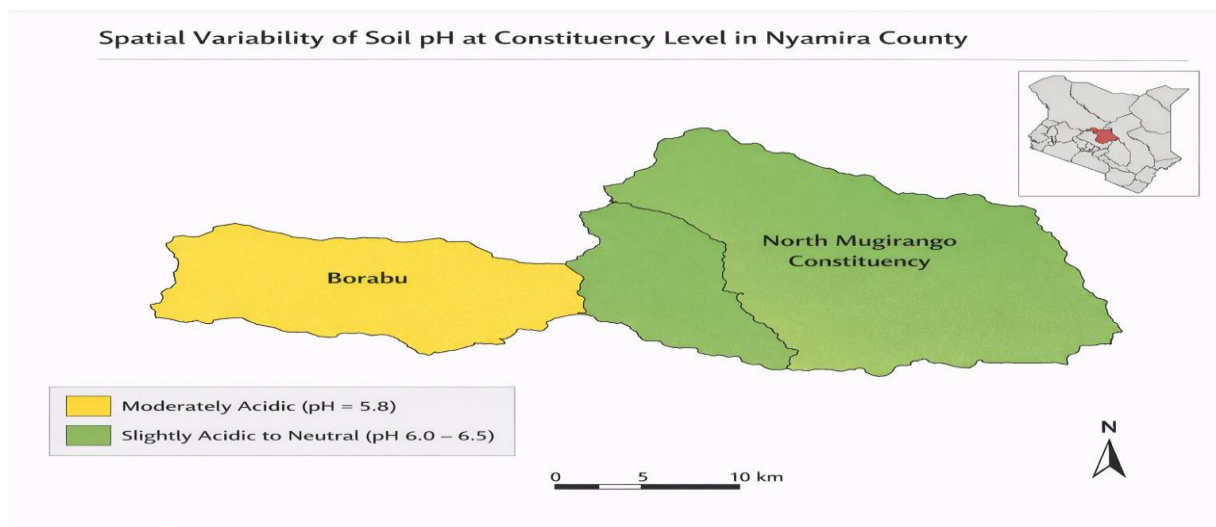 Spatial Variability of Soil pH at Constituency Level in Nyamira County
North Mugirango
Constituency
Borabu
Moderately Acidic (pH = 5.8)
Slightly Acidic to Neutral (pH 6.0 – 6.5)
0 5 10 km
N